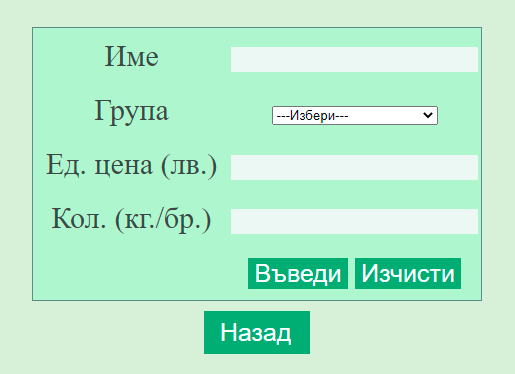 Име
Група ---Избери---
Ед. цена (лв.)
Кол. (кг./бр.)
Въведи Изчисти
Назад